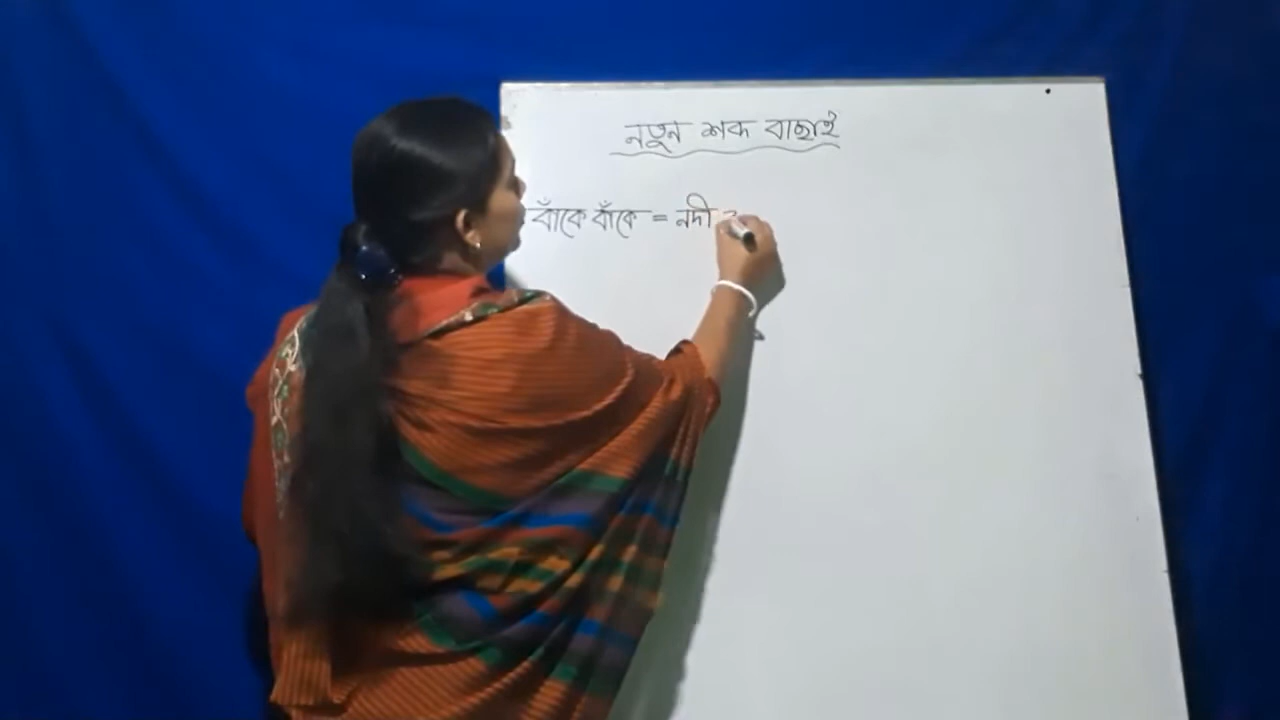 নতুন শব্দ বাছাই
বাঁকে বাঁকে = নদী